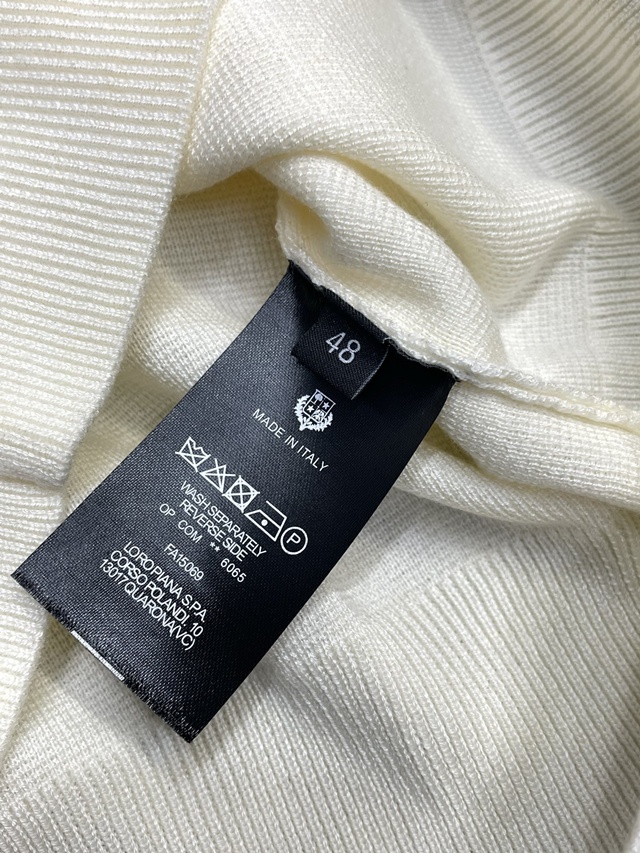 48
MADE IN ITALY
P
WASH SEPARATELY
REVERSE SIDE
OP COM ** 6065
FA15069
LORO PIANA S.P.A.
CORSO ROLANDI, 10
13017 QUARONA(VC)